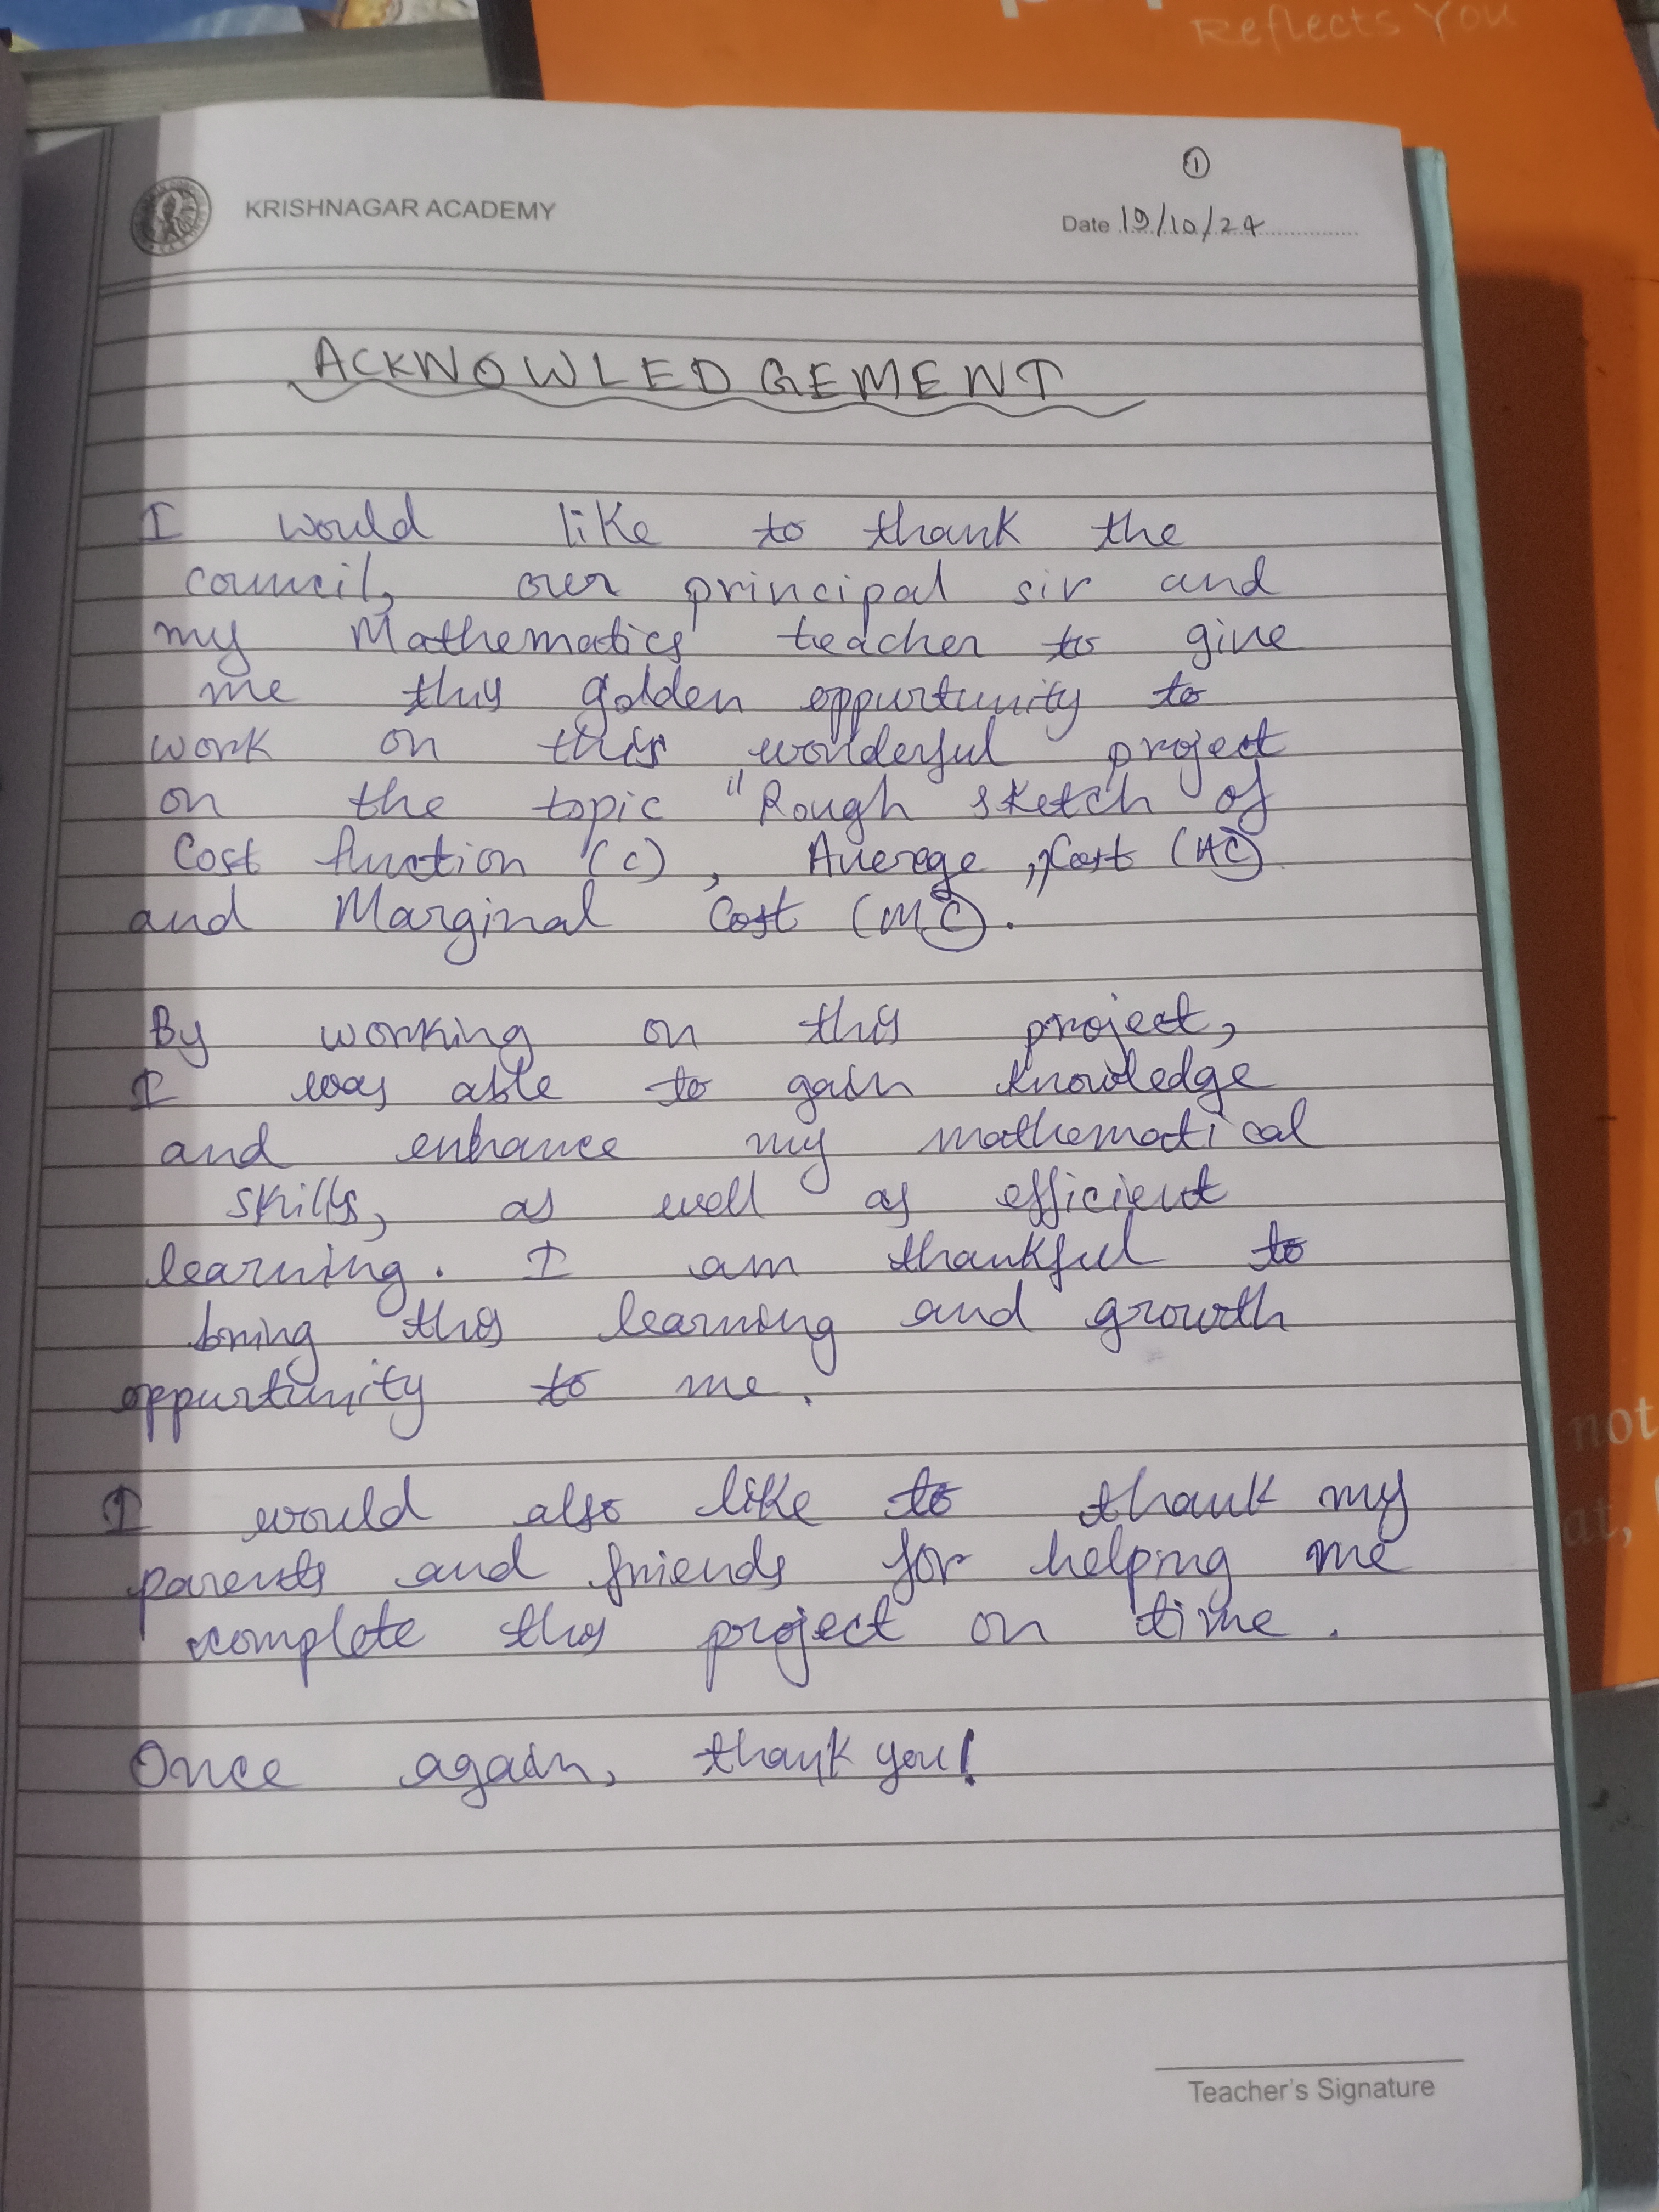 Reflects You
①
KRISHNAGAR ACADEMY
Date 19/10/24
ACKNOWLEDGEMENT
I would like to thank the
council, our principal sir and
my Mathematics teacher to give
me this golden oppurtunity to
work on this wonderful project
on the topic "Rough sketch of
Cost function (C), Average Cost (AC)
and Marginal Cost (MC).
By working on this project,
I was able to gain knowledge
and enhance my mathematical
skills, as well as efficient
learning. I am thankful to
bring this learning and growth
oppurtunity to me.
I would also like to thank my
parents and friends for helping me
complete this project on time.
Once again, thank you!
not
at,
Teacher's Signature